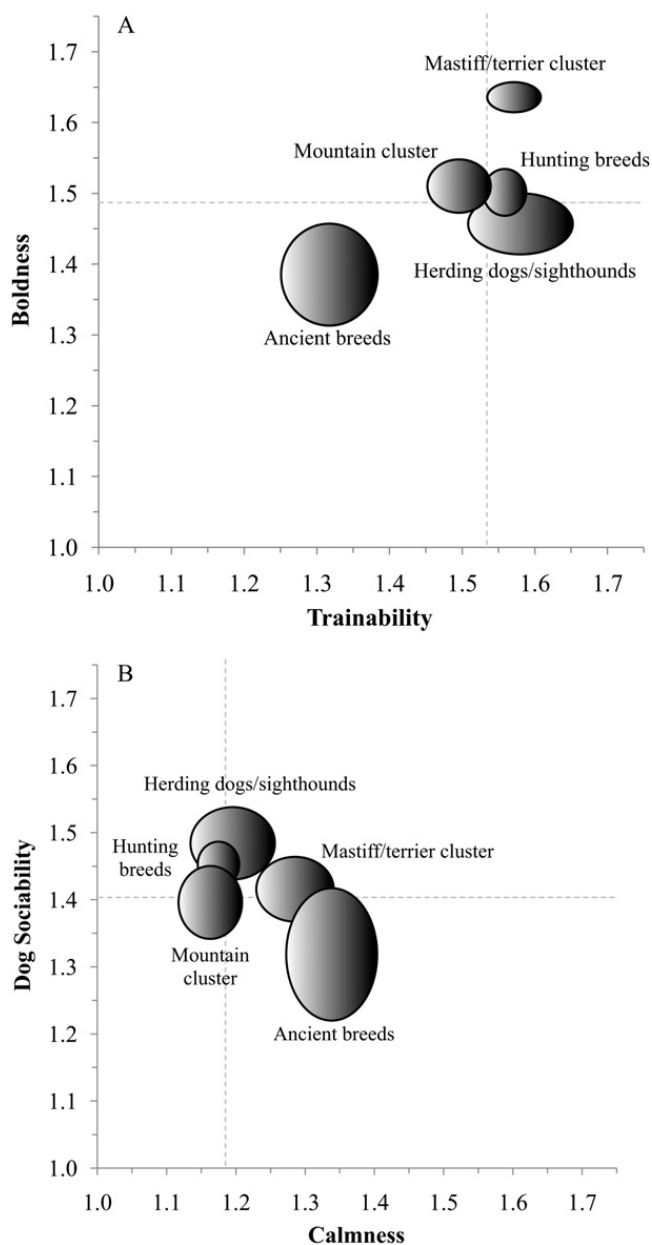 A
1.7
1.6
1.5
1.4
1.3
1.2
1.1
1.0
Boldness
Mastiff/terrier cluster
Mountain cluster
Hunting breeds
Herding dogs/sighthounds
Ancient breeds
1.0 1.1 1.2 1.3 1.4 1.5 1.6 1.7
Trainability
B
1.7
1.6
1.5
1.4
1.3
1.2
1.1
1.0
Dog Sociability
Herding dogs/sighthounds
Hunting
breeds
Mastiff/terrier cluster
Mountain
cluster
Ancient breeds
1.0 1.1 1.2 1.3 1.4 1.5 1.6 1.7
Calmness